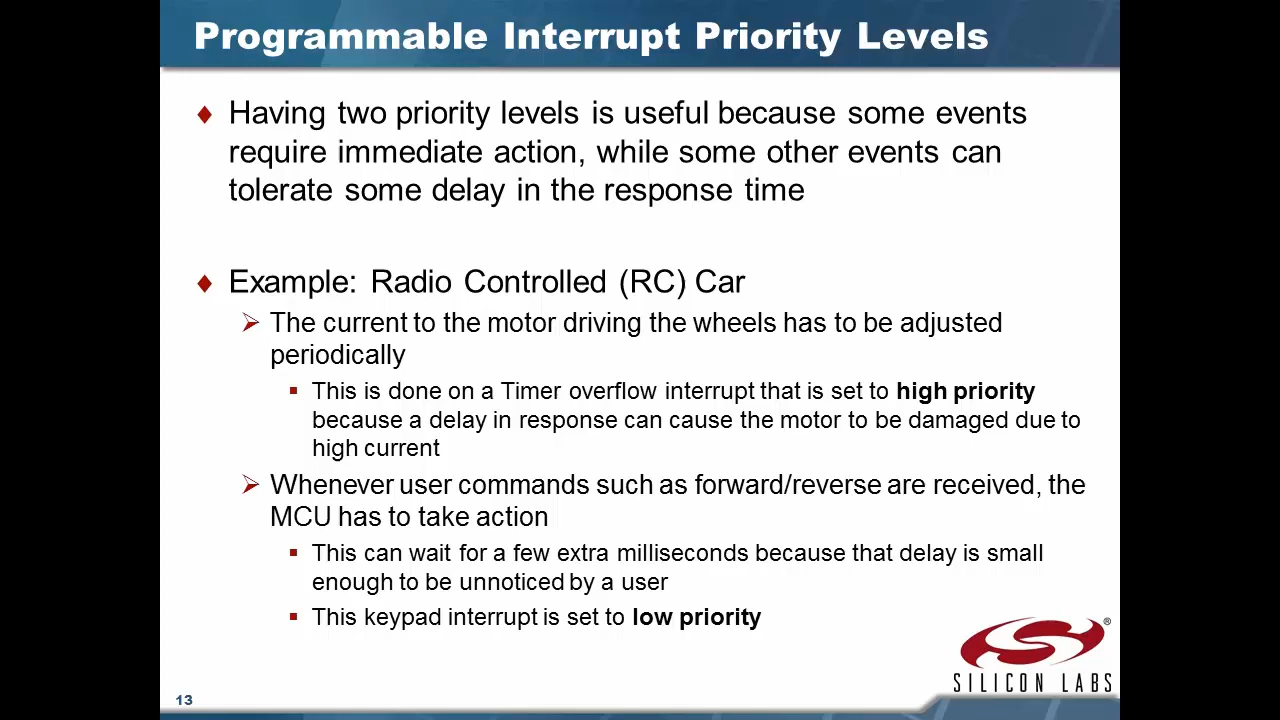 Programmable Interrupt Priority Levels
Having two priority levels is useful because some events
require immediate action, while some other events can
tolerate some delay in the response time
Example: Radio Controlled (RC) Car
The current to the motor driving the wheels has to be adjusted
periodically
This is done on a Timer overflow interrupt that is set to high priority
because a delay in response can cause the motor to be damaged due to
high current
Whenever user commands such as forward/reverse are received, the
MCU has to take action
This can wait for a few extra milliseconds because that delay is small
enough to be unnoticed by a user
This keypad interrupt is set to low priority
®
SILICON LABS
13